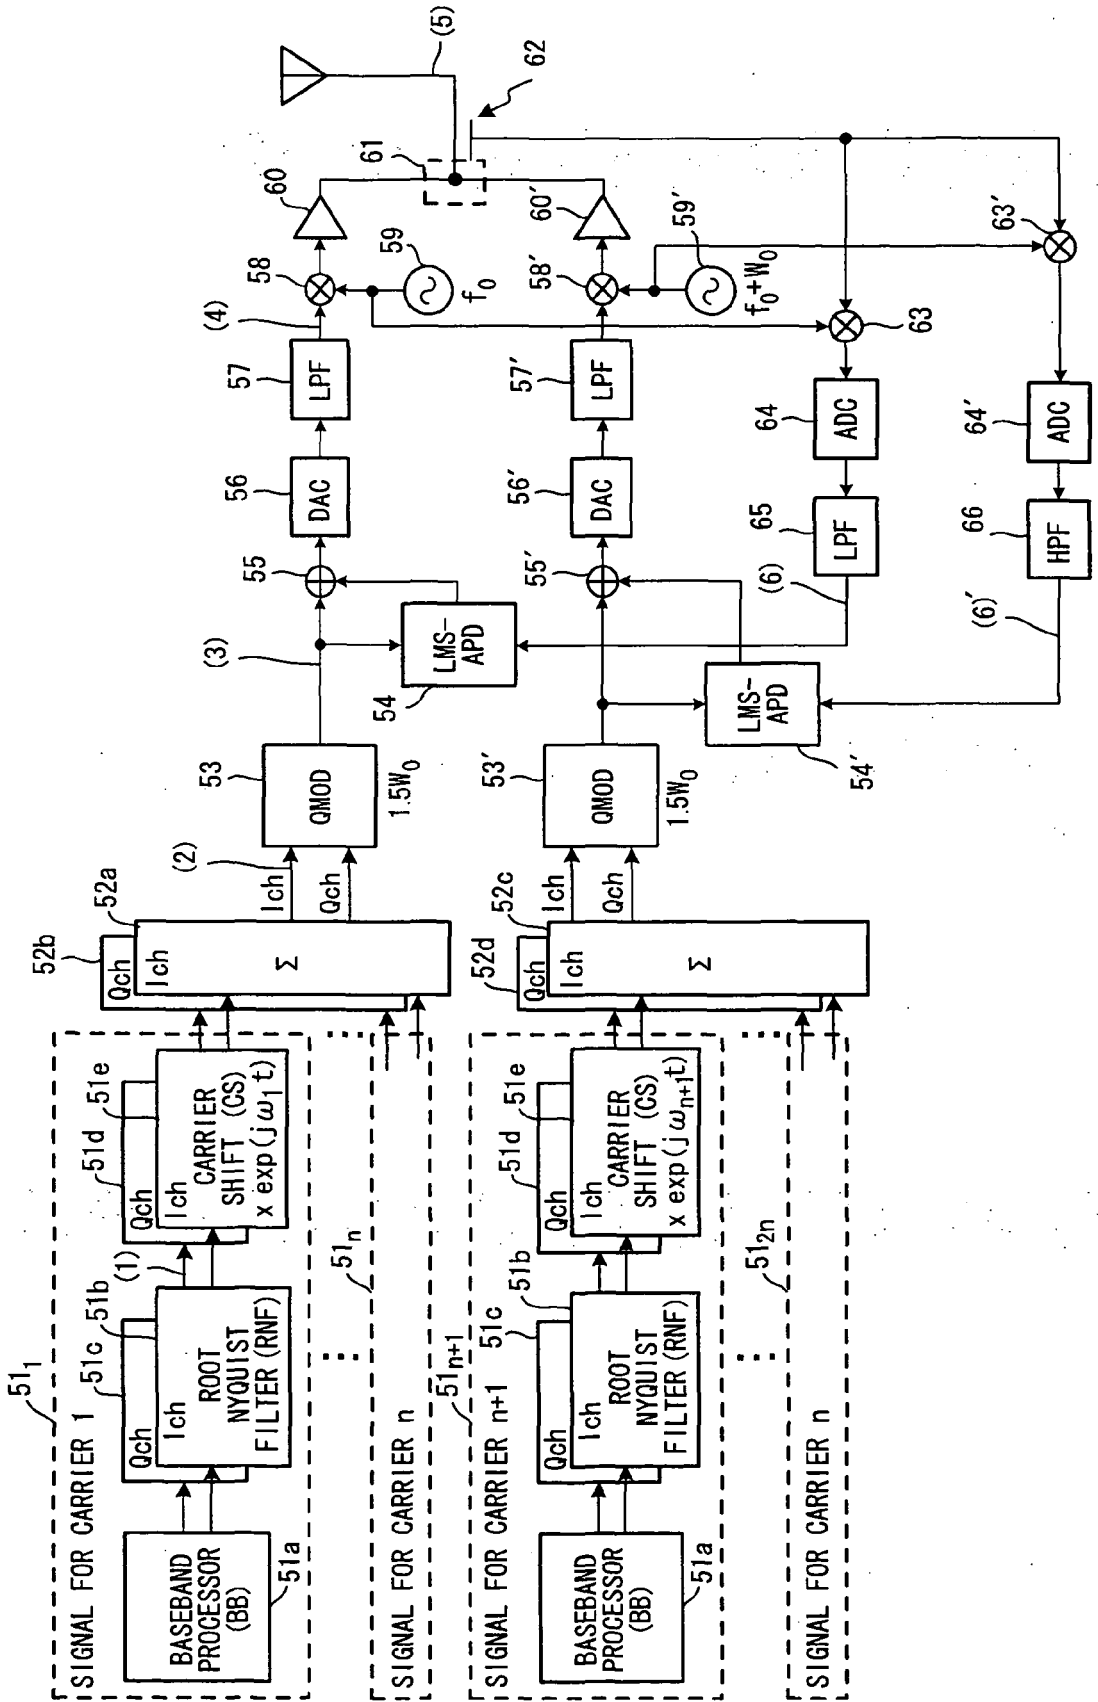 51₁
SIGNAL FOR CARRIER 1
BASEBAND
PROCESSOR
(BB)
51a
51c
51b
Qch
Ich
ROOT
NYQUIST
FILTER (RNF)
(1)
51d
51e
Qch
Ich
CARRIER
SHIFT (CS)
x exp(jω₁t)
51ₙ
SIGNAL FOR CARRIER n
52b
52a
Qch
Ich
Σ
(2)
Ich
Qch
53
QMOD
1.5W₀
(3)
54
LMS-
APD
55
56
DAC
57
LPF
(4)
58
59
f₀
60
61
(5)
62
51ₙ₊₁
SIGNAL FOR CARRIER n+1
BASEBAND
PROCESSOR
(BB)
51a
51c
51b
Qch
Ich
ROOT
NYQUIST
FILTER (RNF)
51d
51e
Qch
Ich
CARRIER
SHIFT (CS)
x exp(jωₙ₊₁t)
51₂ₙ
SIGNAL FOR CARRIER n
52d
52c
Qch
Ich
Σ
Ich
Qch
53′
QMOD
1.5W₀
54′
LMS-
APD
55′
56′
DAC
57′
LPF
58′
59′
f₀+W₀
60′
(6)
65
LPF
64
ADC
63
(6)′
66
HPF
64′
ADC
63′